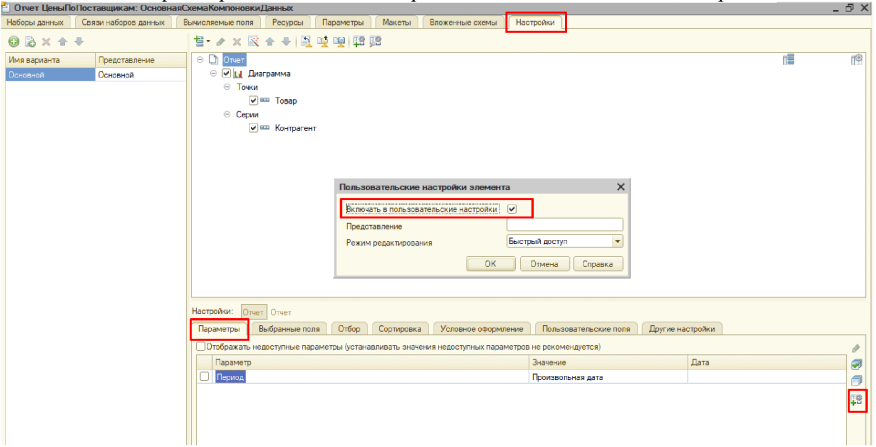 Отчет ЦеныПоПоставщикам: ОсновнаяСхемаКомпоновкиДанных
Наборы данных Связи наборов данных Вычисляемые поля Ресурсы Параметры Макеты Вложенные схемы Настройки
Имя варианта Представление
Основной Основной
Отчет
Диаграмма
Точки
Товар
Серии
Контрагент
Пользовательские настройки элемента
Включать в пользовательские настройки
Представление
Режим редактирования Быстрый доступ
ОК Отмена Справка
Настройки: Отчет Отчет
Параметры Выбранные поля Отбор Сортировка Условное оформление Пользовательские поля Другие настройки
Отображать недоступные параметры (устанавливать значения недоступных параметров не рекомендуется)
Параметр Значение Дата
Период Произвольная дата